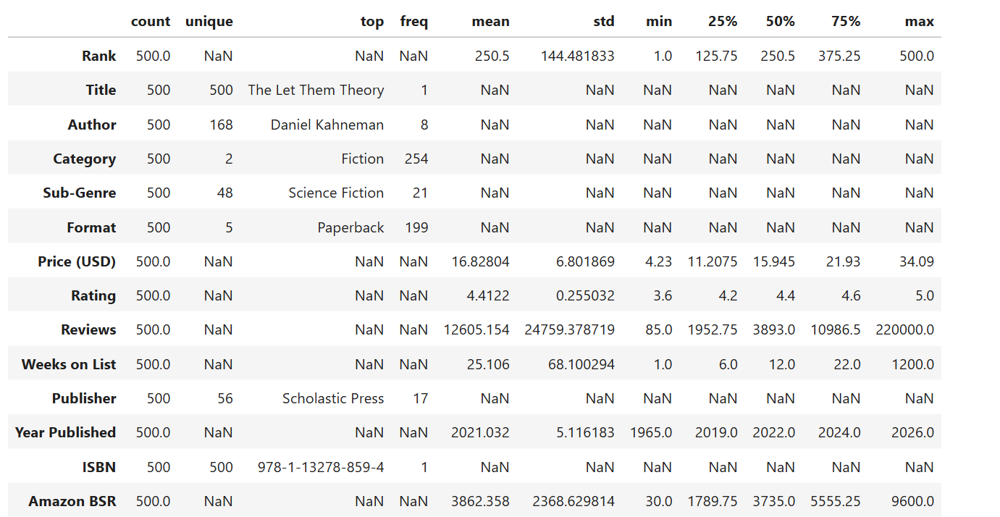 count unique top freq mean std min 25% 50% 75% max
Rank 500.0 NaN NaN NaN 250.5 144.481833 1.0 125.75 250.5 375.25 500.0
Title 500 500 The Let Them Theory 1 NaN NaN NaN NaN NaN NaN NaN
Author 500 168 Daniel Kahneman 8 NaN NaN NaN NaN NaN NaN NaN
Category 500 2 Fiction 254 NaN NaN NaN NaN NaN NaN NaN
Sub-Genre 500 48 Science Fiction 21 NaN NaN NaN NaN NaN NaN NaN
Format 500 5 Paperback 199 NaN NaN NaN NaN NaN NaN NaN
Price (USD) 500.0 NaN NaN NaN 16.82804 6.801869 4.23 11.2075 15.945 21.93 34.09
Rating 500.0 NaN NaN NaN 4.4122 0.255032 3.6 4.2 4.4 4.6 5.0
Reviews 500.0 NaN NaN NaN 12605.154 24759.378719 85.0 1952.75 3893.0 10986.5 220000.0
Weeks on List 500.0 NaN NaN NaN 25.106 68.100294 1.0 6.0 12.0 22.0 1200.0
Publisher 500 56 Scholastic Press 17 NaN NaN NaN NaN NaN NaN NaN
Year Published 500.0 NaN NaN NaN 2021.032 5.116183 1965.0 2019.0 2022.0 2024.0 2026.0
ISBN 500 500 978-1-13278-859-4 1 NaN NaN NaN NaN NaN NaN NaN
Amazon BSR 500.0 NaN NaN NaN 3862.358 2368.629814 30.0 1789.75 3735.0 5555.25 9600.0